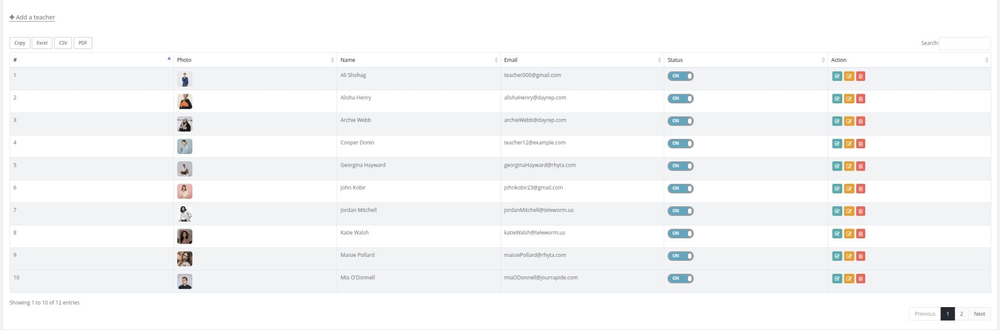 Add a teacher
Copy Excel CSV PDF Search:
# Photo Name Email Status Action
1 Ali Shohag teacher000@gmail.com ON
2 Alisha Henry alishaHenry@dayrep.com ON
3 Archie Webb archieWebb@dayrep.com ON
4 Cooper Donin teacher12@example.com ON
5 Georgina Hayward georginaHayward@rhyta.com ON
6 John Kobir johnkobir23@gmail.com ON
7 Jordan Mitchell jordanMitchell@teleworm.us ON
8 Katie Walsh katieWalsh@teleworm.us ON
9 Maisie Pollard maisiePollard@rhyta.com ON
10 Mia O'Donnell miaODonnell@jourrapide.com ON
Showing 1 to 10 of 12 entries
Previous 1 2 Next